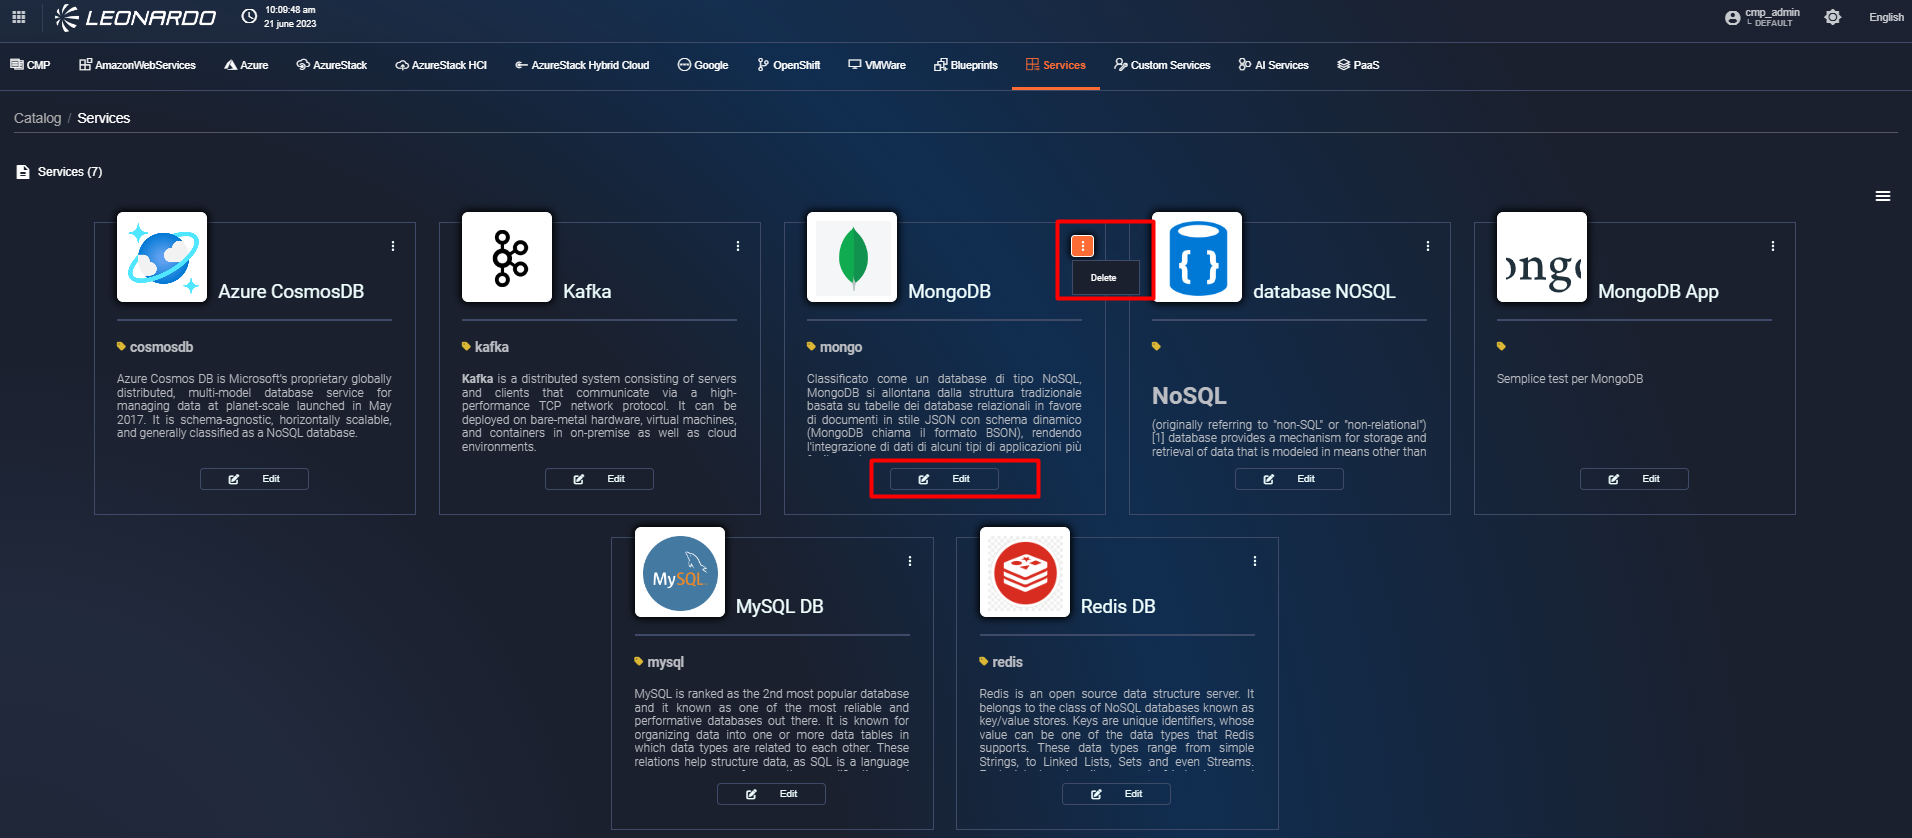 LEONARDO
10:09:48 am
21 june 2023
cmp_admin
└ DEFAULT
English
CMP
AmazonWebServices
Azure
AzureStack
AzureStack HCI
AzureStack Hybrid Cloud
Google
OpenShift
VMWare
Blueprints
Services
Custom Services
AI Services
PaaS
Catalog / Services
Services (7)
Azure CosmosDB
cosmosdb
Azure Cosmos DB is Microsoft's proprietary globally
distributed, multi-model database service for
managing data at planet-scale launched in May
2017. It is schema-agnostic, horizontally scalable,
and generally classified as a NoSQL database.
Edit
Kafka
kafka
Kafka is a distributed system consisting of servers
and clients that communicate via a high-
performance TCP network protocol. It can be
deployed on bare-metal hardware, virtual machines,
and containers in on-premise as well as cloud
environments.
Edit
Delete
MongoDB
mongo
Classificato come un database di tipo NoSQL,
MongoDB si allontana dalla struttura tradizionale
basata su tabelle dei database relazionali in favore
di documenti in stile JSON con schema dinamico
(MongoDB chiama il formato BSON), rendendo
l'integrazione di dati di alcuni tipi di applicazioni più
Edit
{ }
database NOSQL
NoSQL
(originally referring to "non-SQL" or "non-relational")
[1] database provides a mechanism for storage and
retrieval of data that is modeled in means other than
Edit
ongo
MongoDB App
Semplice test per MongoDB
Edit
MySQL
MySQL DB
mysql
MySQL is ranked as the 2nd most popular database
and it known as one of the most reliable and
performative databases out there. It is known for
organizing data into one or more data tables in
which data types are related to each other. These
relations help structure data, as SQL is a language
Edit
Redis DB
redis
Redis is an open source data structure server. It
belongs to the class of NoSQL databases known as
key/value stores. Keys are unique identifiers, whose
value can be one of the data types that Redis
supports. These data types range from simple
Strings, to Linked Lists, Sets and even Streams.
Edit